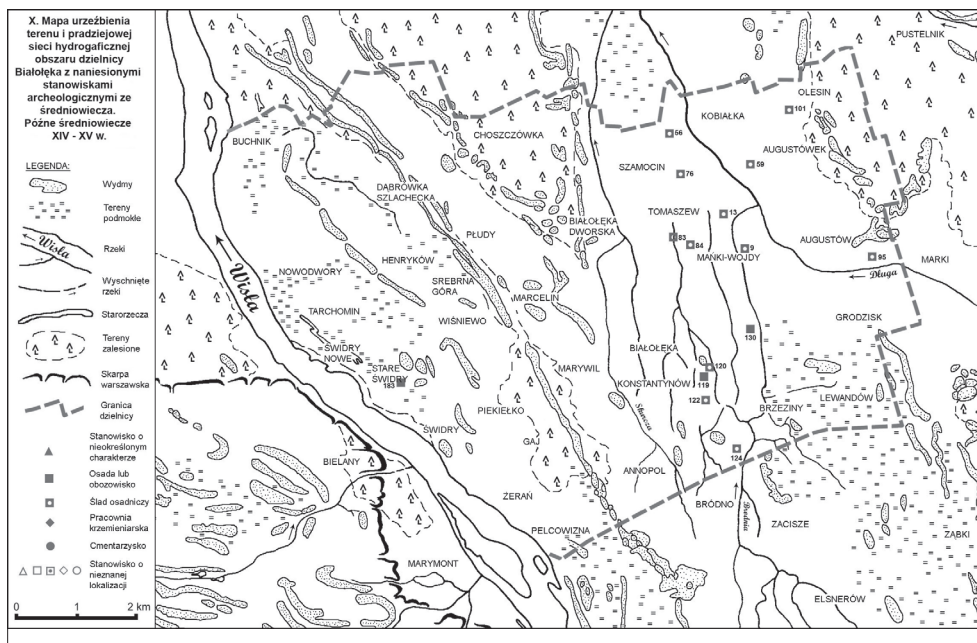 X. Mapa urzeźbienia
terenu i pradziejowej
sieci hydrogaficznej
obszaru dzielnicy
Białołęka z naniesionymi
stanowiskami
archeologicznymi ze
średniowiecza.
Późne średniowiecze
XIV - XV w.
LEGENDA:
Wydmy
Tereny
podmokłe
Wisła
Rzeki
Wyschnięte
rzeki
Starorzecza
Tereny
zalesione
Skarpa
warszawska
Granica
dzielnicy
Stanowisko o
nieokreślonym
charakterze
Osada lub
obozowisko
Ślad osadniczy
Pracownia
krzemieniarska
Cmentarzysko
Stanowisko o
nieznanej
lokalizacji
0 1 2 km
PUSTELNIK
OLESIN
101
KOBIAŁKA
BUCHNIK
CHOSZCZÓWKA
56
AUGUSTÓWEK
59
SZAMOCIN
76
DĄBRÓWKA
SZLACHECKA
TOMASZEW
13
BIAŁOŁĘKA
DWORSKA
PŁUDY
83
84
9
AUGUSTÓW
95
MARKI
HENRYKÓW
MAŃKI-WOJDY
NOWODWORY
Długa
SREBRNA
GÓRA
Wisła
MARCELIN
TARCHOMIN
WIŚNIEWO
GRODZISK
130
ŚWIDRY
NOWE
BIAŁOŁĘKA
STARE
ŚWIDRY
183
MARYWIL
120
119
KONSTANTYNÓW
122
LEWANDÓW
PIEKIEŁKO
BRZEZINY
ŚWIDRY
GAJ
124
BIELANY
ANNOPOL
ŻERAŃ
BRÓDNO
ZACISZE
PELCOWIZNA
ZĄBKI
MARYMONT
ELSNERÓW